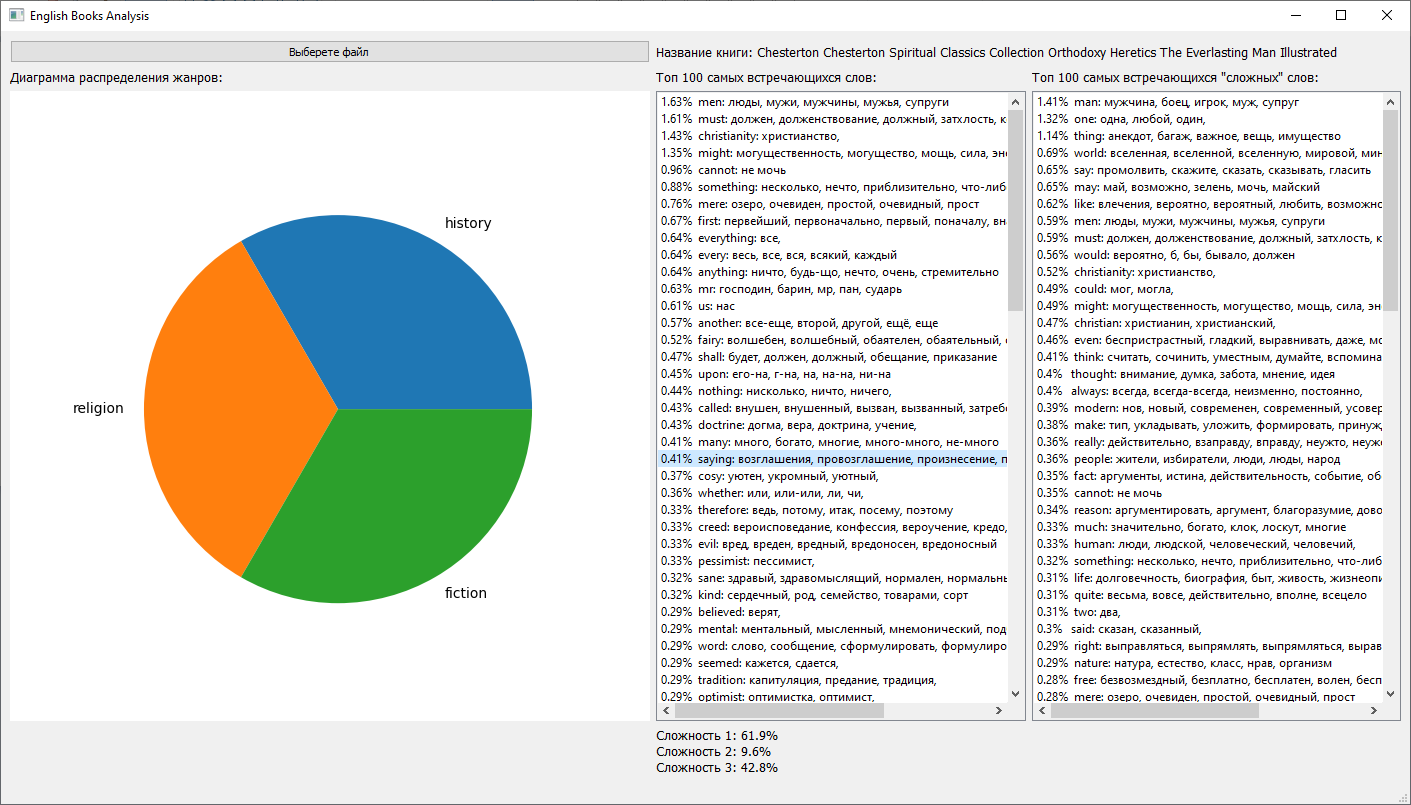 English Books Analysis
Выберете файл
Название книги: Chesterton Chesterton Spiritual Classics Collection Orthodoxy Heretics The Everlasting Man Illustrated
Диаграмма распределения жанров:
history
religion
fiction
Топ 100 самых встречающихся слов:
1.63% men: люды, мужи, мужчины, мужья, супруги
1.61% must: должен, долженствование, должный, затхлость, к
1.43% christianity: христианство,
1.35% might: могущественность, могущество, мощь, сила, эне
0.96% cannot: не мочь
0.88% something: несколько, нечто, приблизительно, что-либ
0.76% mere: озеро, очевиден, простой, очевидный, прост
0.67% first: первейший, первоначально, первый, поначалу, вн
0.64% everything: все,
0.64% every: весь, все, вся, всякий, каждый
0.64% anything: ничто, будь-що, нечто, очень, стремительно
0.63% mr: господин, барин, мр, пан, сударь
0.61% us: нас
0.57% another: все-еще, второй, другой, ещё, еще
0.52% fairy: волшебен, волшебный, обаятелен, обаятельный,
0.47% shall: будет, должен, должный, обещание, приказание
0.45% upon: его-на, г-на, на, на-на, ни-на
0.44% nothing: нисколько, ничто, ничего,
0.43% called: внушен, внушенный, вызван, вызванный, затреб
0.43% doctrine: догма, вера, доктрина, учение,
0.41% many: много, богато, многие, много-много, не-много
0.41% saying: возглашения, провозглашение, произнесение, п
0.37% cosy: уютен, укромный, уютный,
0.36% whether: или, или-или, ли, чи,
0.33% therefore: ведь, потому, итак, посему, поэтому
0.33% creed: вероисповедание, конфессия, вероучение, кредо,
0.33% evil: вред, вреден, вредный, вредоносен, вредоносный
0.33% pessimist: пессимист,
0.32% sane: здравый, здравомыслящий, нормален, нормальны
0.32% kind: сердечный, род, семейство, товарами, сорт
0.29% believed: верят,
0.29% mental: ментальный, мысленный, мнемонический, под
0.29% word: слово, сообщение, сформулировать, формулиро
0.29% seemed: кажется, сдается,
0.29% tradition: капитуляция, предание, традиция,
0.29% optimist: оптимистка, оптимист,
Топ 100 самых встречающихся "сложных" слов:
1.41% man: мужчина, боец, игрок, муж, супруг
1.32% one: одна, любой, один,
1.14% thing: анекдот, багаж, важное, вещь, имущество
0.69% world: вселенная, вселенной, вселенную, мировой, мин
0.65% say: промолвить, скажите, сказать, сказывать, гласить
0.65% may: май, возможно, зелень, мочь, майский
0.62% like: влечения, вероятно, вероятный, любить, возможно
0.59% men: люды, мужи, мужчины, мужья, супруги
0.59% must: должен, долженствование, должный, затхлость, к
0.56% would: вероятно, б, бы, бывало, должен
0.52% christianity: христианство,
0.49% could: мог, могла,
0.49% might: могущественность, могущество, мощь, сила, эн
0.47% christian: христианин, христианский,
0.46% even: беспристрастный, гладкий, выравнивать, даже, мо
0.41% think: считать, сочинить, уместным, думайте, вспомина
0.4% thought: внимание, думка, забота, мнение, идея
0.4% always: всегда, всегда-всегда, неизменно, постоянно,
0.39% modern: нов, новый, современен, современный, усовер
0.38% make: тип, укладывать, уложить, формировать, принуж
0.36% really: действительно, взаправду, вправду, неужто, неуж
0.36% people: жители, избиратели, люди, люды, народ
0.35% fact: аргументы, истина, действительность, событие, об
0.35% cannot: не мочь
0.34% reason: аргументировать, аргумент, благоразумие, дово
0.33% much: значительно, богато, клок, лоскут, многие
0.33% human: люди, людской, человеческий, человечий,
0.32% something: несколько, нечто, приблизительно, что-либ
0.31% life: долговечность, биография, быт, живость, жизнеопи
0.31% quite: весьма, вовсе, действительно, вполне, всецело
0.31% two: два,
0.3% said: сказан, сказанный,
0.29% right: выправляться, выпрямлять, выпрямляться, вырав
0.29% nature: натура, естество, класс, нрав, организм
0.28% free: безвозмездный, безплатно, бесплатен, волен, бесп
0.28% mere: озеро, очевиден, простой, очевидный, прост
Сложность 1: 61.9%
Сложность 2: 9.6%
Сложность 3: 42.8%